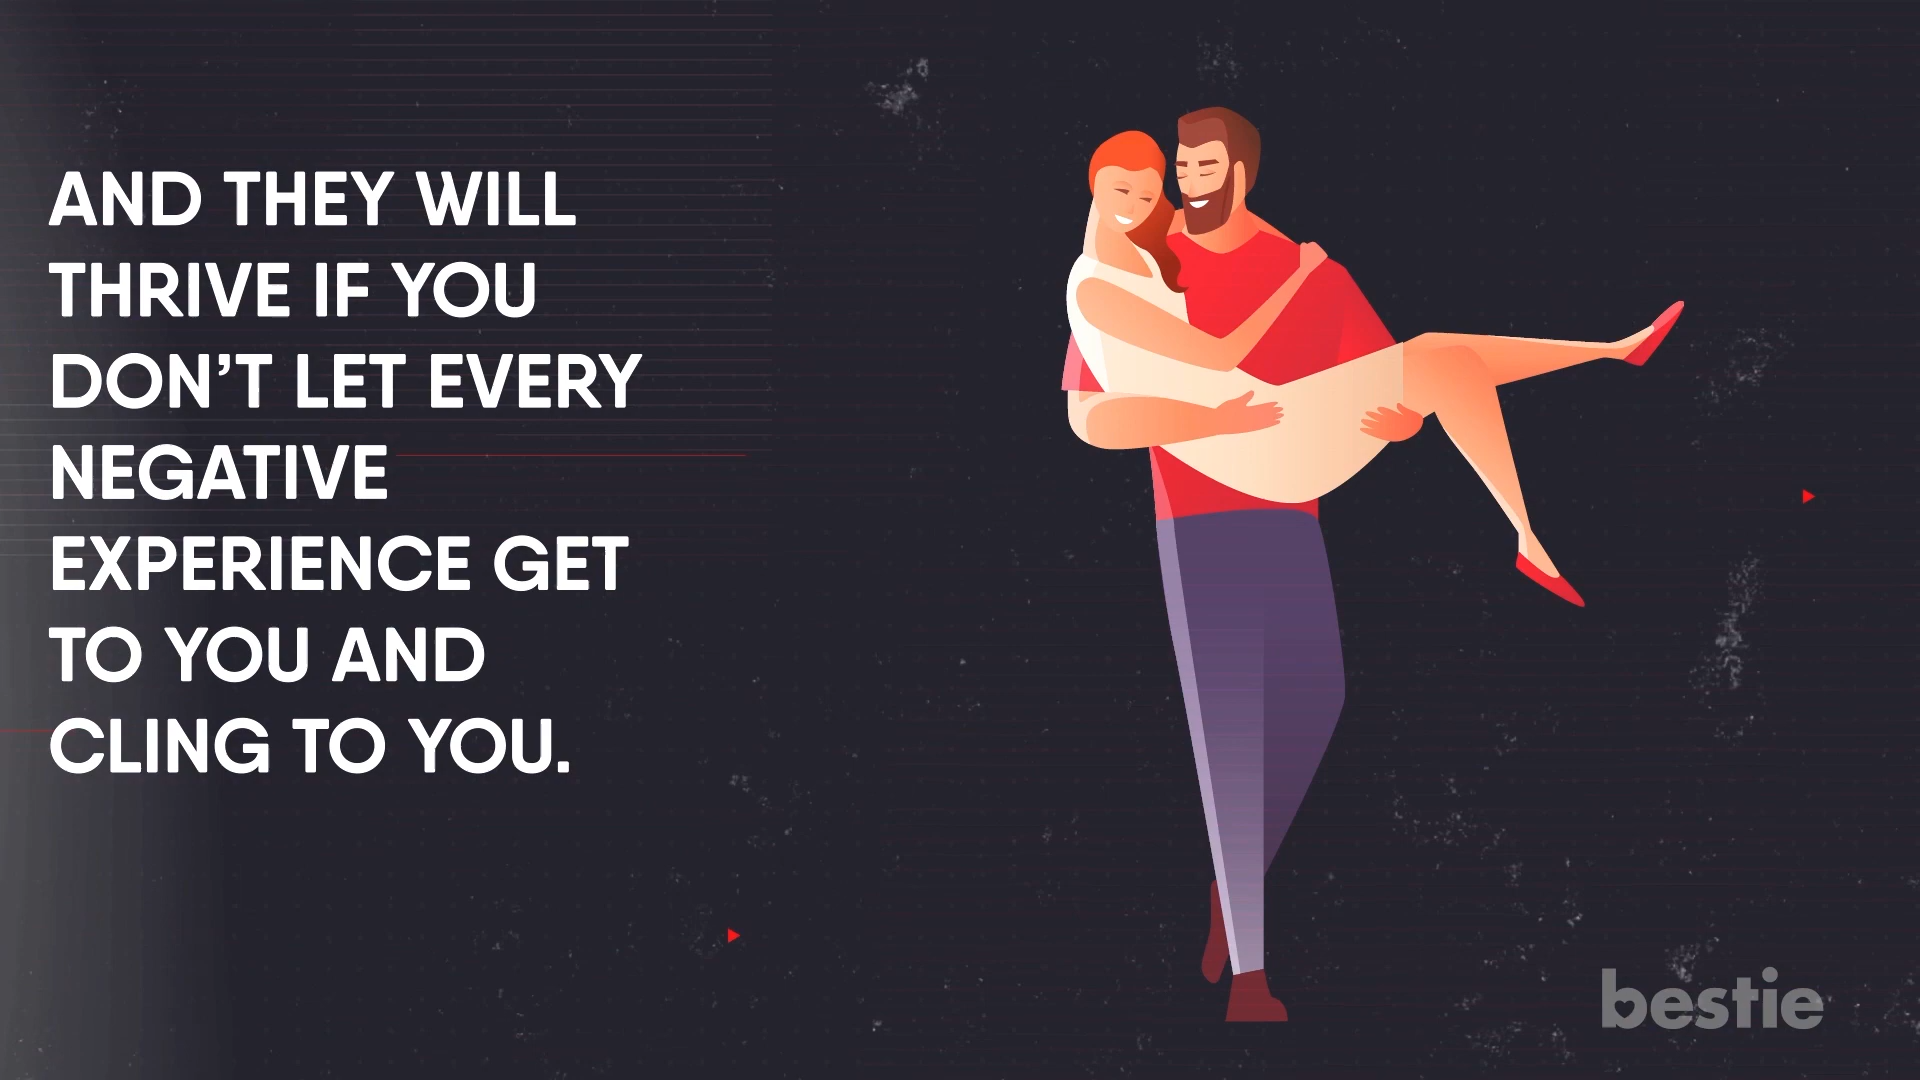 AND THEY WILL
THRIVE IF YOU
DON’T LET EVERY
NEGATIVE
EXPERIENCE GET
TO YOU AND
CLING TO YOU.
bestie